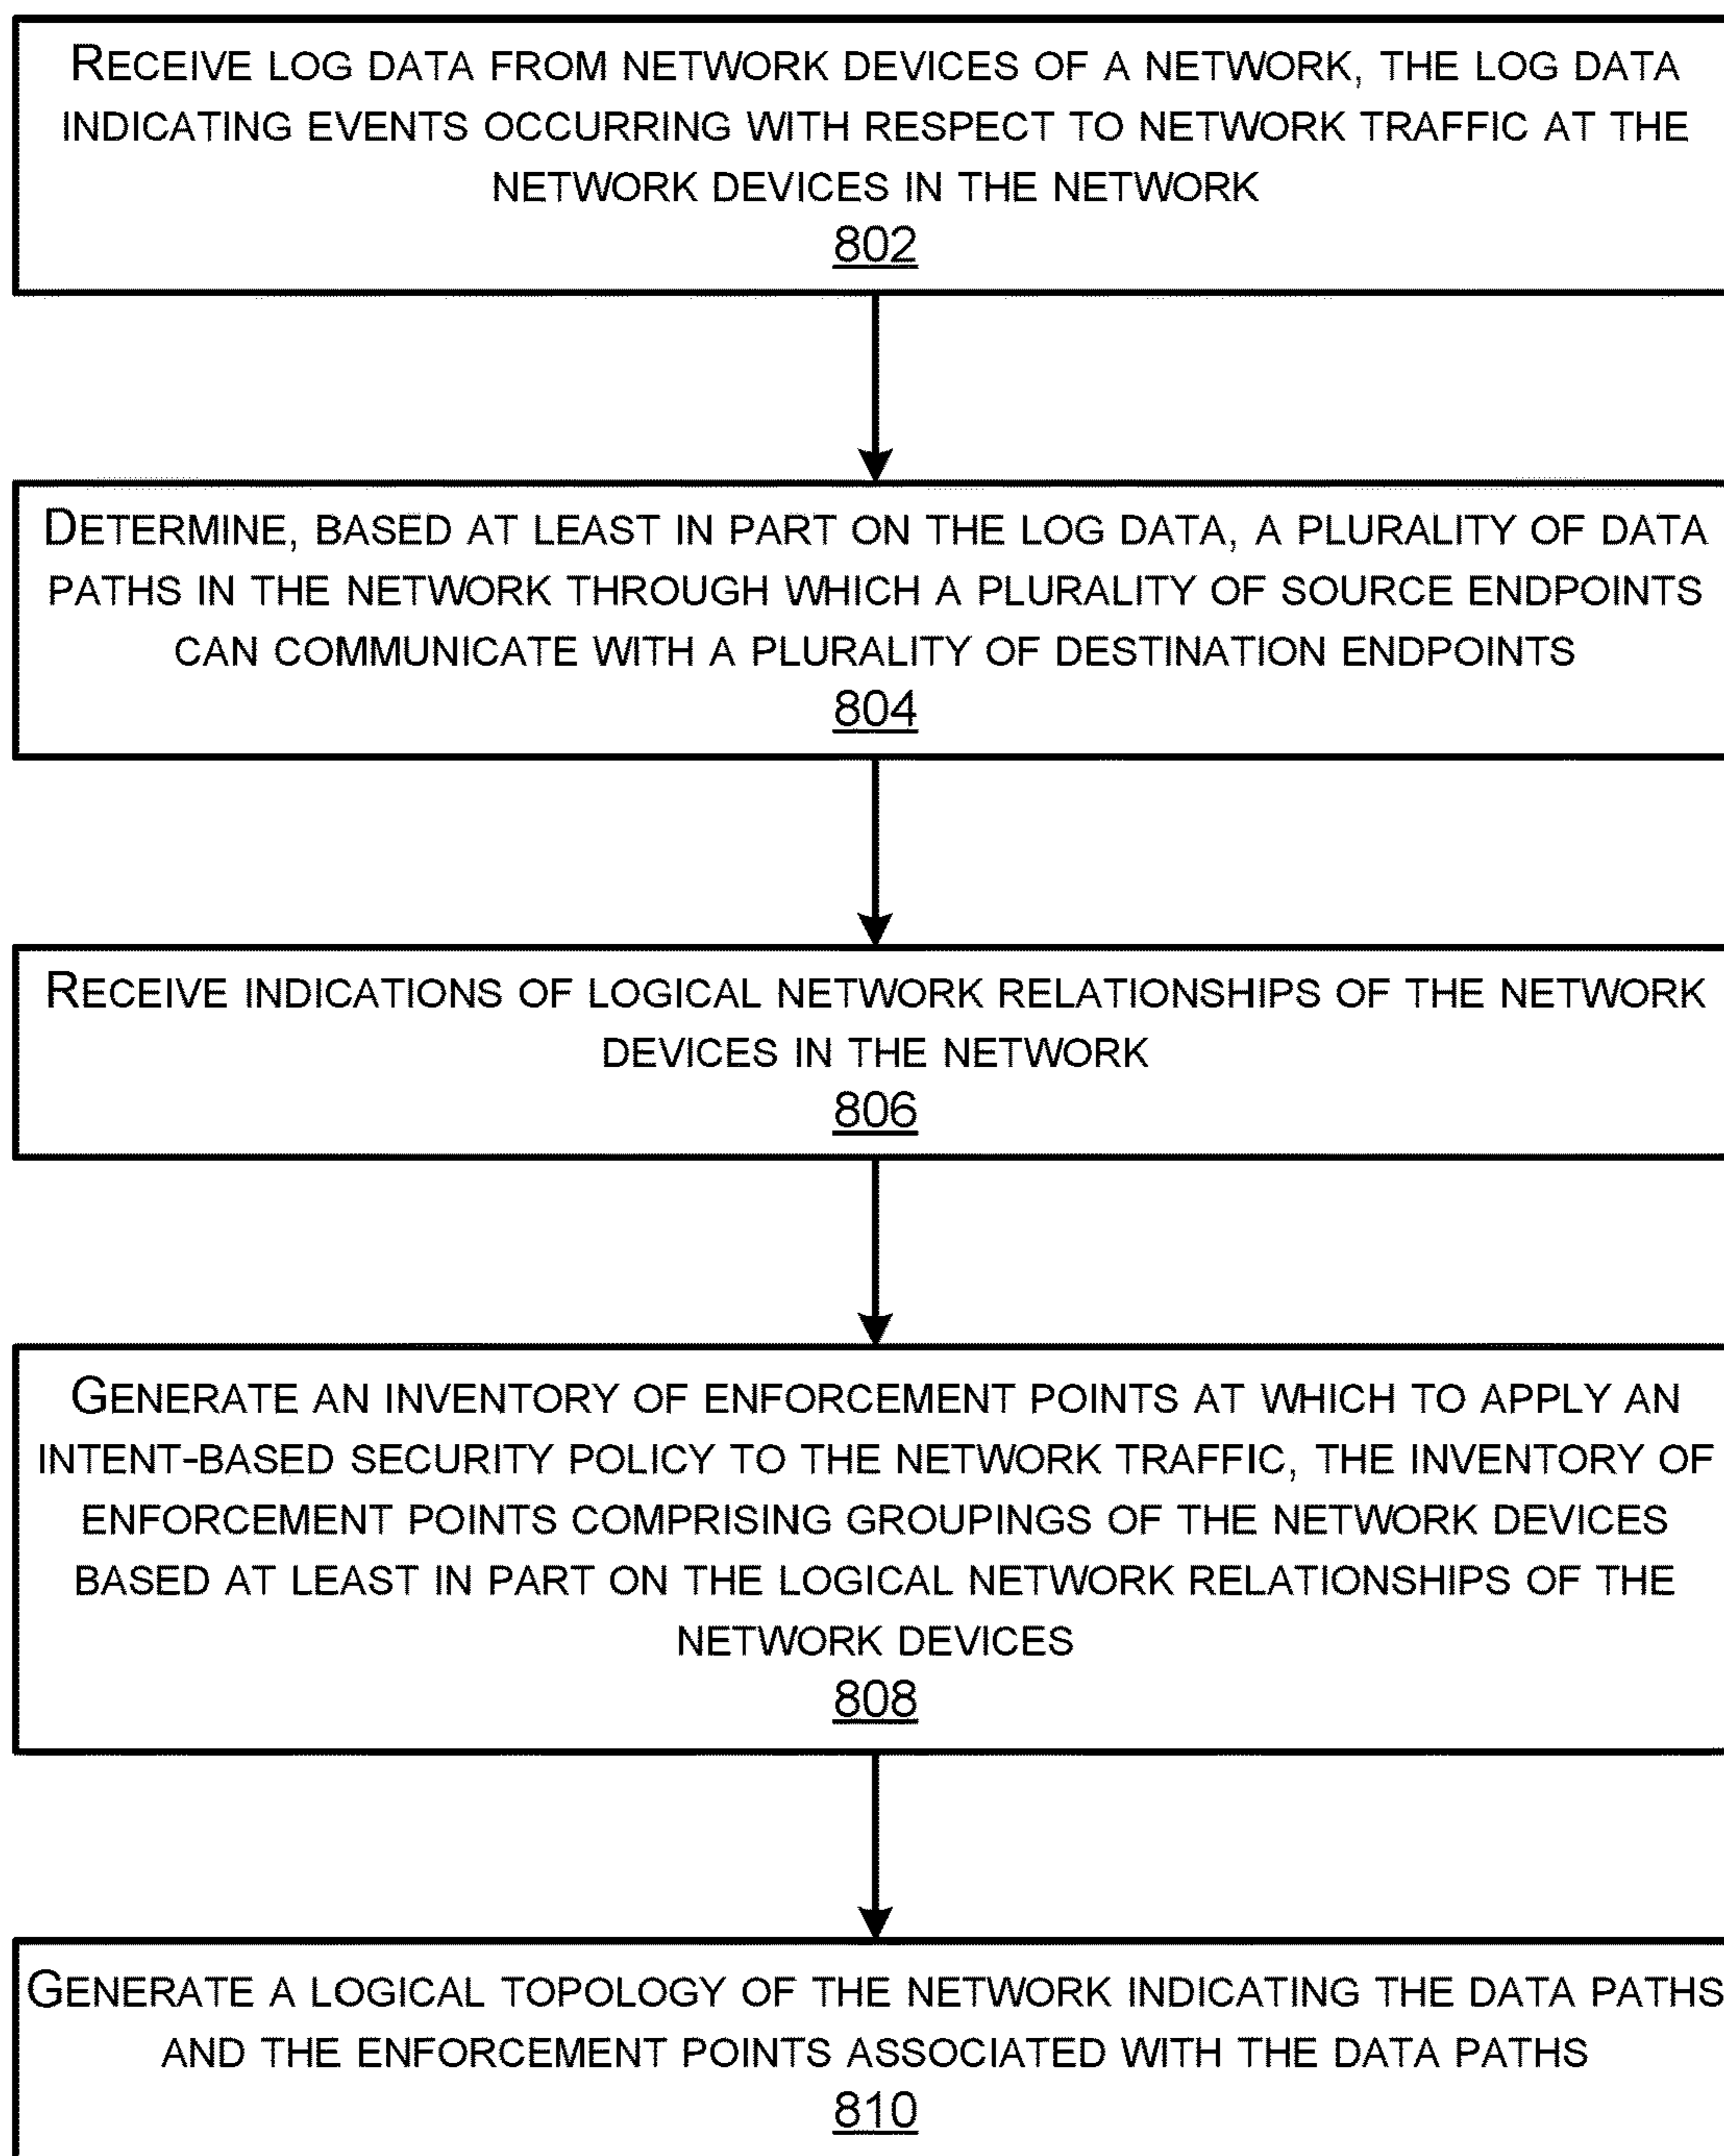 RECEIVE LOG DATA FROM NETWORK DEVICES OF A NETWORK, THE LOG DATA
INDICATING EVENTS OCCURRING WITH RESPECT TO NETWORK TRAFFIC AT THE
NETWORK DEVICES IN THE NETWORK
802
DETERMINE, BASED AT LEAST IN PART ON THE LOG DATA, A PLURALITY OF DATA
PATHS IN THE NETWORK THROUGH WHICH A PLURALITY OF SOURCE ENDPOINTS
CAN COMMUNICATE WITH A PLURALITY OF DESTINATION ENDPOINTS
804
RECEIVE INDICATIONS OF LOGICAL NETWORK RELATIONSHIPS OF THE NETWORK
DEVICES IN THE NETWORK
806
GENERATE AN INVENTORY OF ENFORCEMENT POINTS AT WHICH TO APPLY AN
INTENT-BASED SECURITY POLICY TO THE NETWORK TRAFFIC, THE INVENTORY OF
ENFORCEMENT POINTS COMPRISING GROUPINGS OF THE NETWORK DEVICES
BASED AT LEAST IN PART ON THE LOGICAL NETWORK RELATIONSHIPS OF THE
NETWORK DEVICES
808
GENERATE A LOGICAL TOPOLOGY OF THE NETWORK INDICATING THE DATA PATHS
AND THE ENFORCEMENT POINTS ASSOCIATED WITH THE DATA PATHS
810